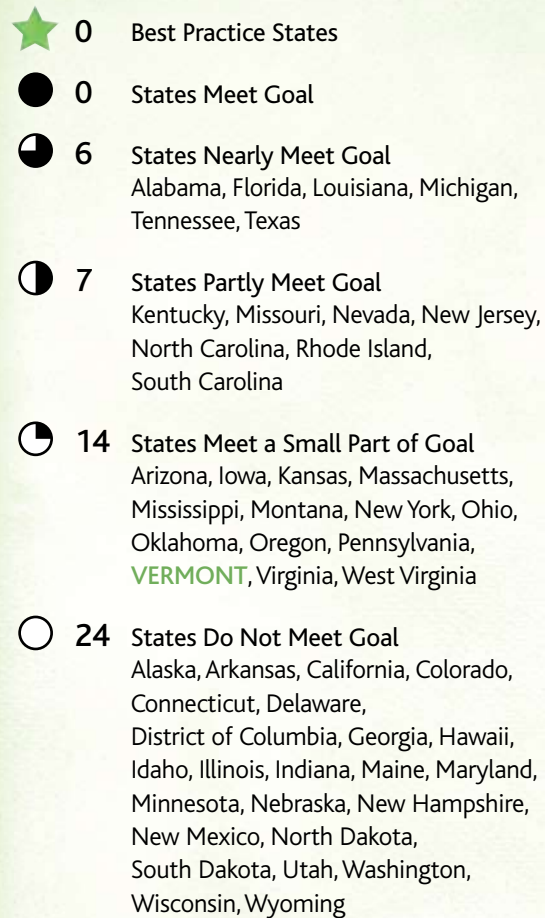 0 Best Practice States
0 States Meet Goal
6 States Nearly Meet Goal
Alabama, Florida, Louisiana, Michigan,
Tennessee, Texas
7 States Partly Meet Goal
Kentucky, Missouri, Nevada, New Jersey,
North Carolina, Rhode Island,
South Carolina
14 States Meet a Small Part of Goal
Arizona, Iowa, Kansas, Massachusetts,
Mississippi, Montana, New York, Ohio,
Oklahoma, Oregon, Pennsylvania,
VERMONT, Virginia, West Virginia
24 States Do Not Meet Goal
Alaska, Arkansas, California, Colorado,
Connecticut, Delaware,
District of Columbia, Georgia, Hawaii,
Idaho, Illinois, Indiana, Maine, Maryland,
Minnesota, Nebraska, New Hampshire,
New Mexico, North Dakota,
South Dakota, Utah, Washington,
Wisconsin, Wyoming